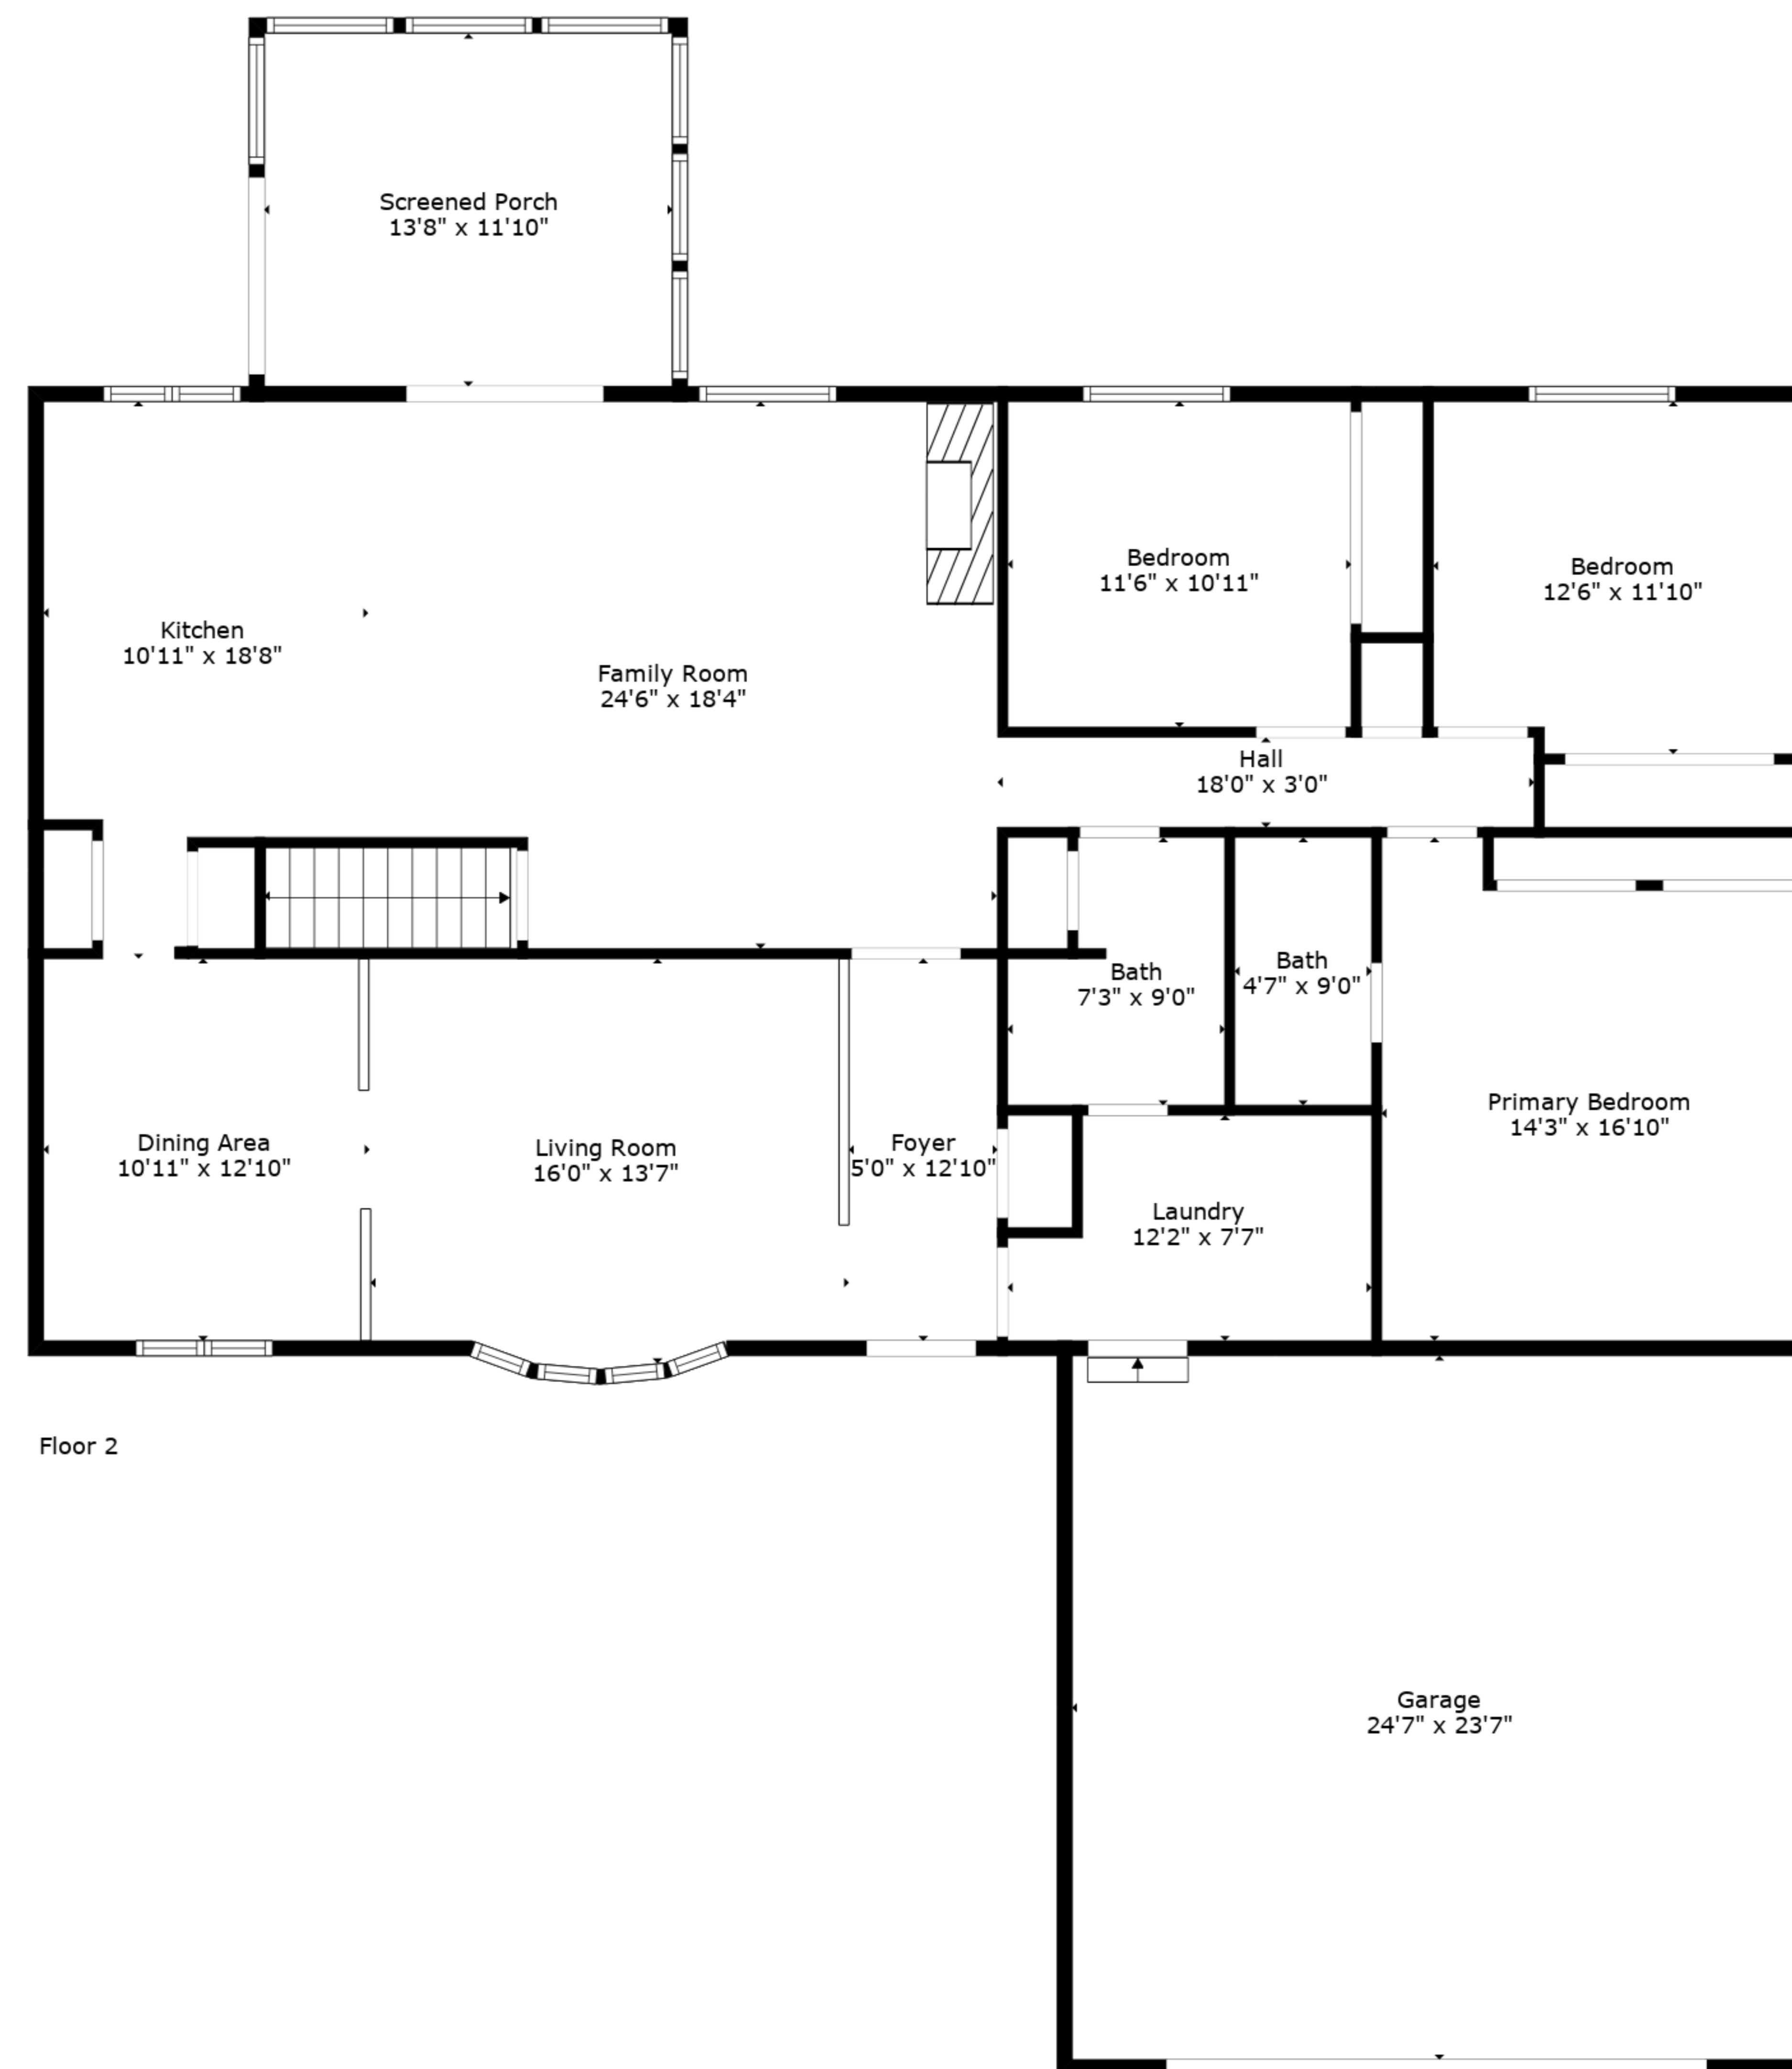 Screened Porch
13'8" x 11'10"
Bedroom
11'6" x 10'11"
Bedroom
12'6" x 11'10"
Kitchen
10'11" x 18'8"
Family Room
24'6" x 18'4"
Hall
18'0" x 3'0"
Bath
7'3" x 9'0"
Bath
4'7" x 9'0"
Primary Bedroom
14'3" x 16'10"
Dining Area
10'11" x 12'10"
Living Room
16'0" x 13'7"
Foyer
5'0" x 12'10"
Laundry
12'2" x 7'7"
Floor 2
Garage
24'7" x 23'7"